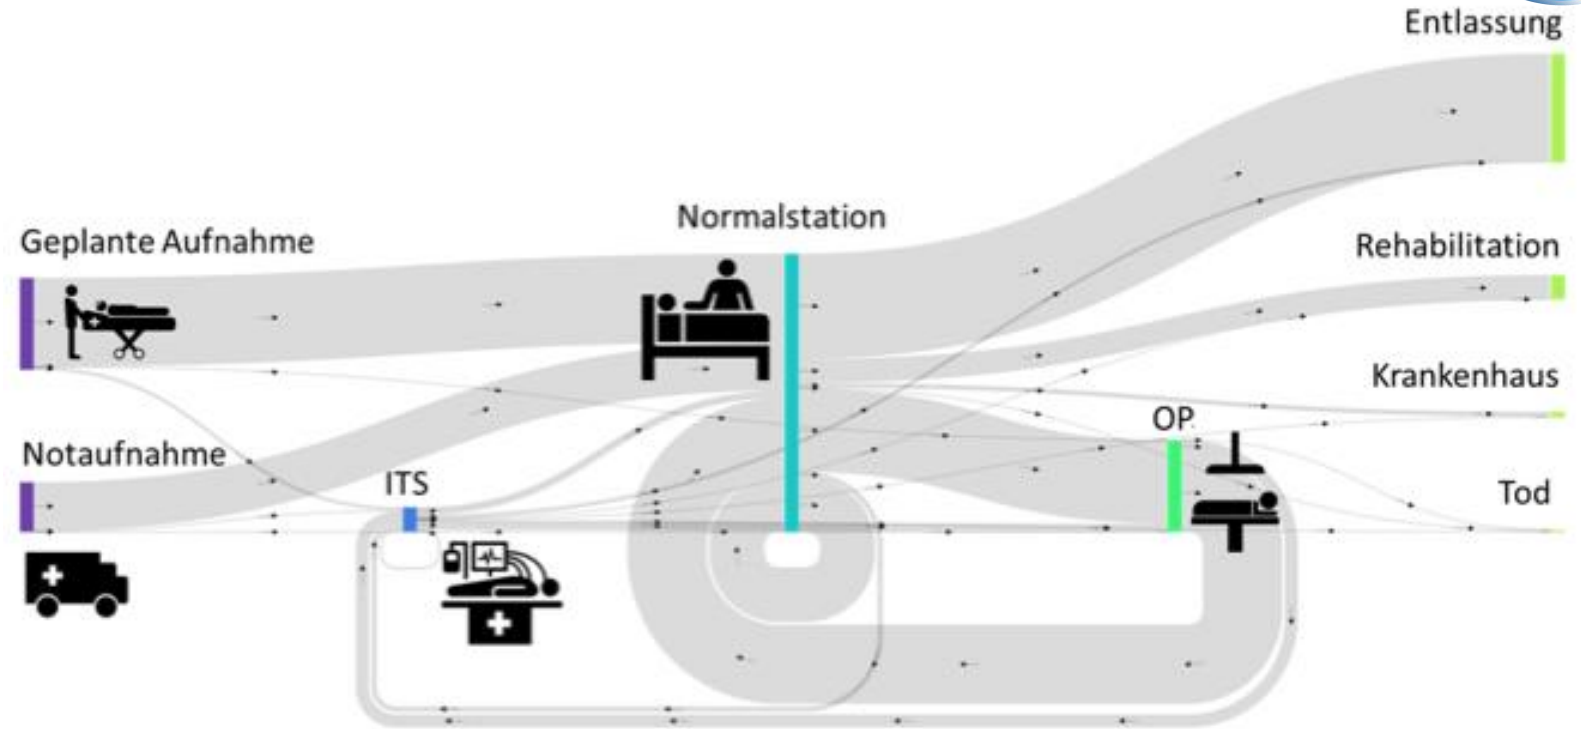 Entlassung
Normalstation
Geplante Aufnahme
Rehabilitation
Krankenhaus
OP
Notaufnahme
ITS
Tod